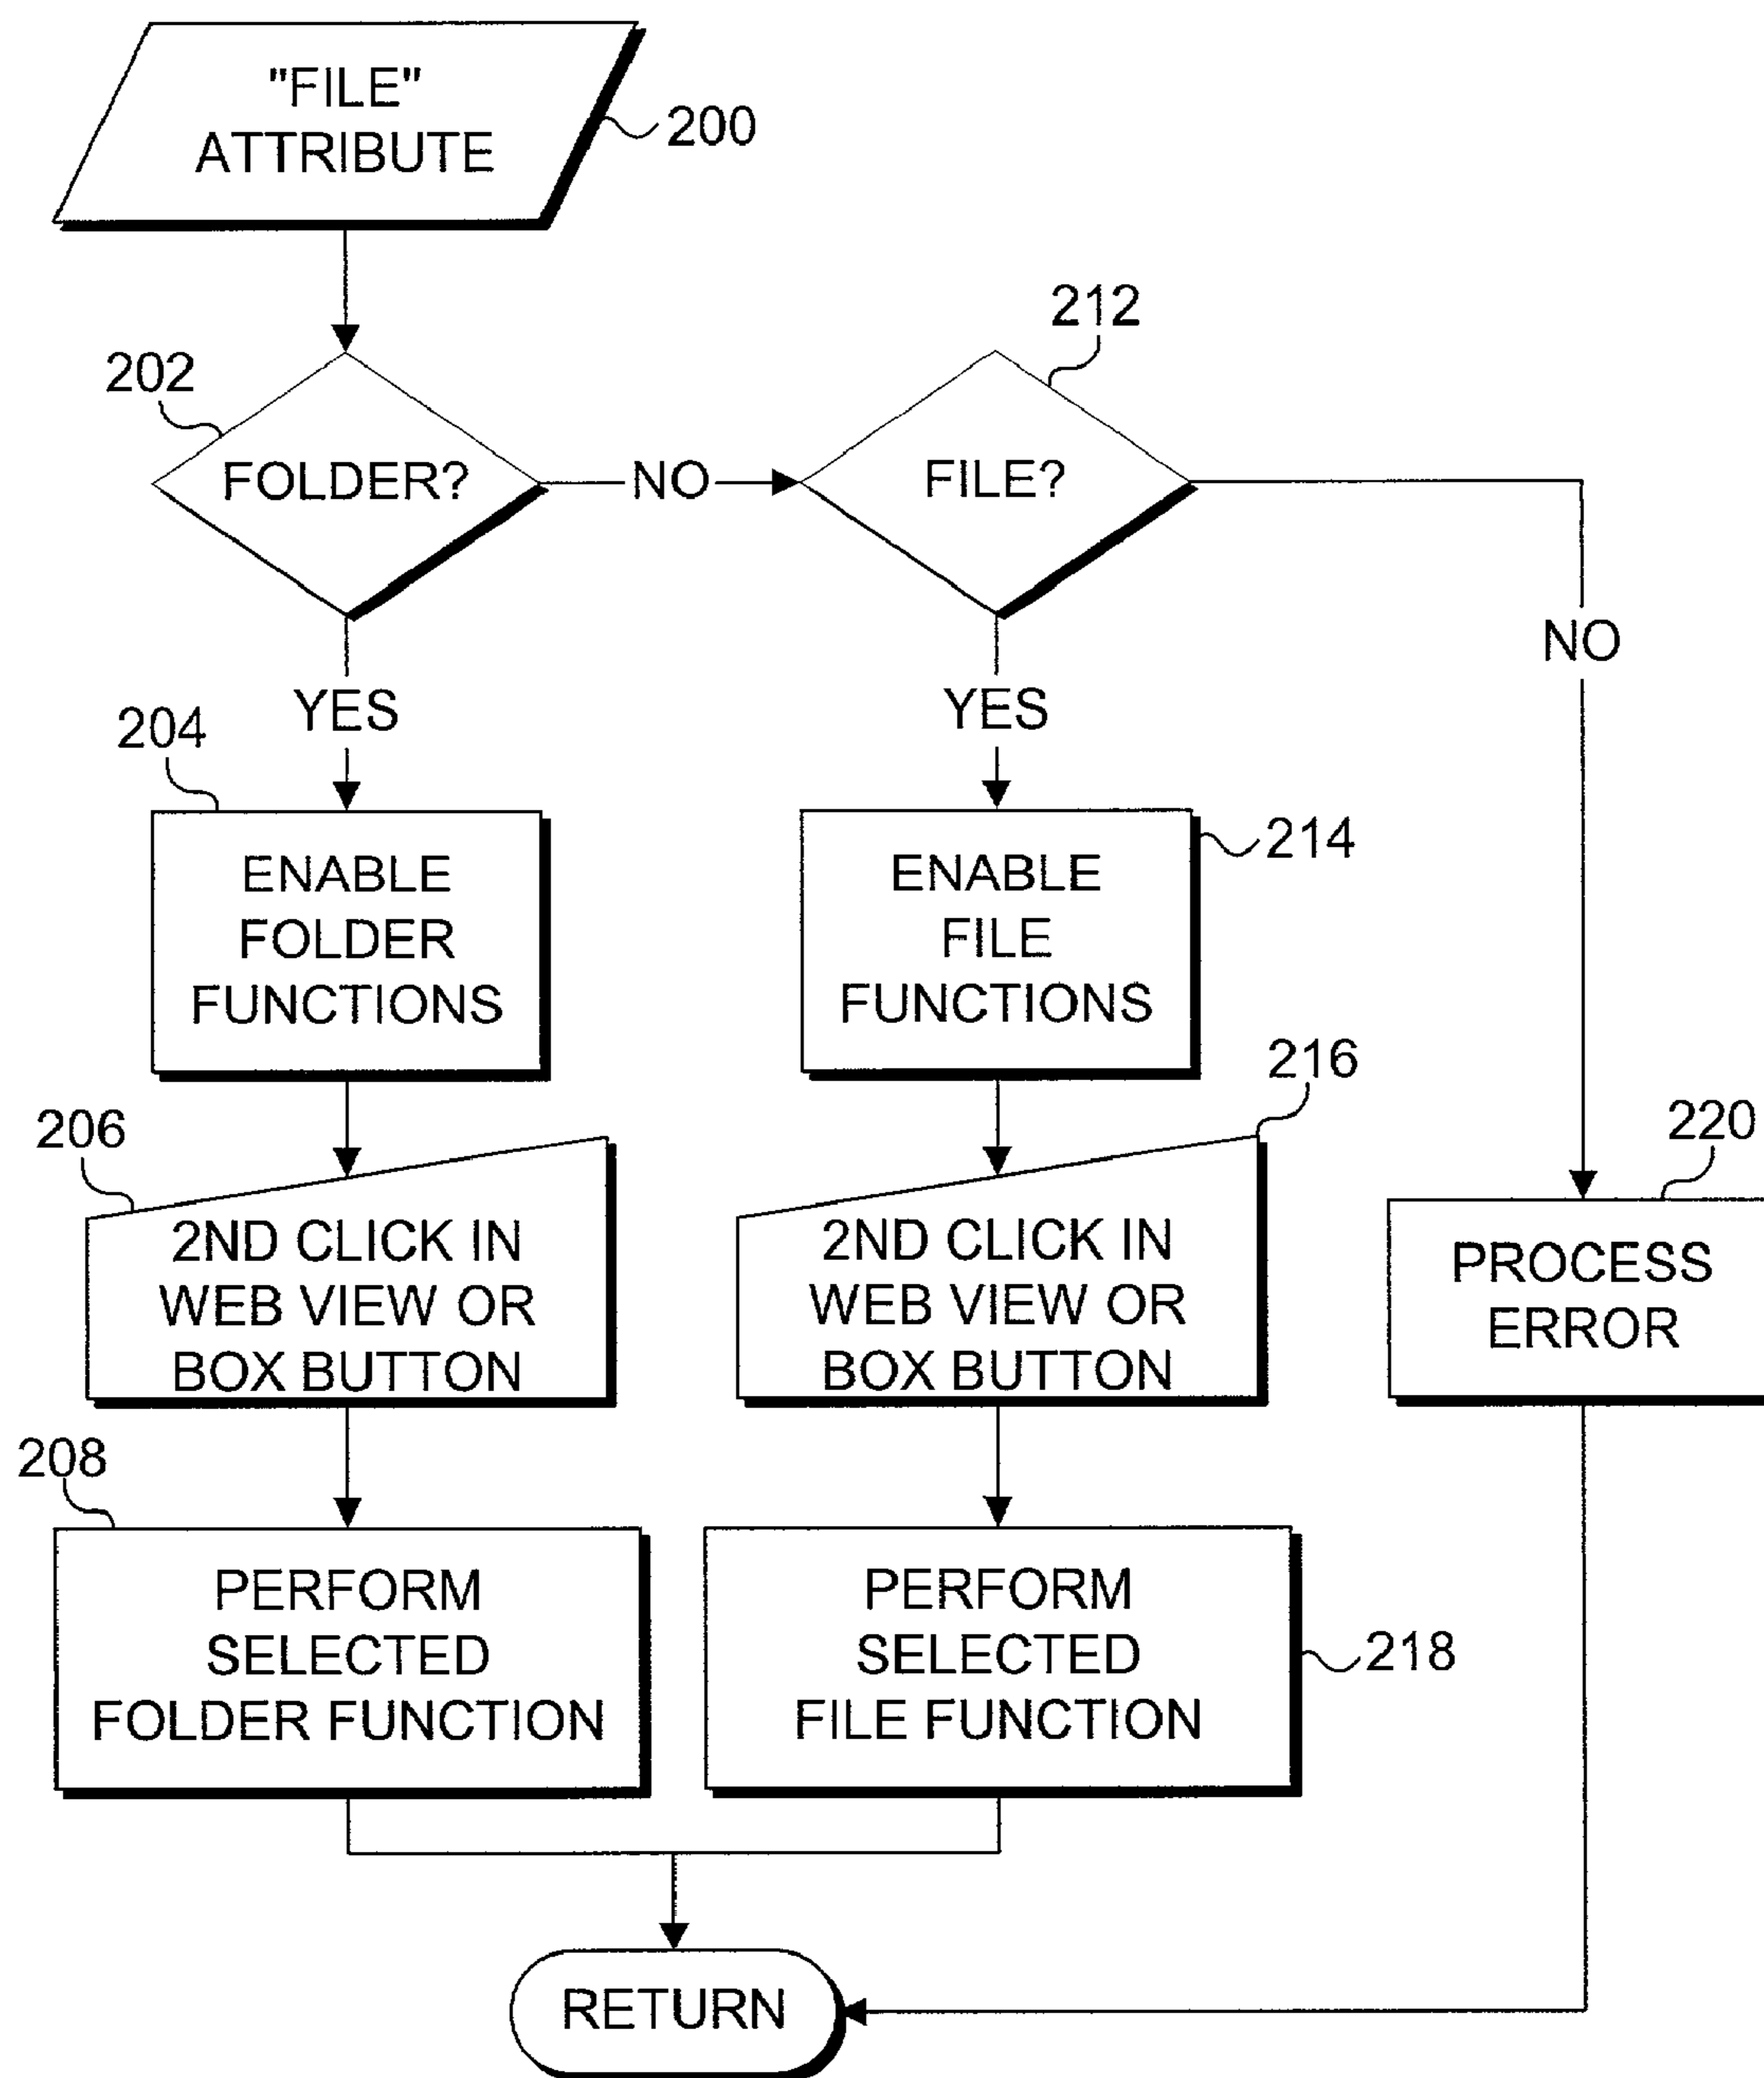 "FILE"
ATTRIBUTE
200
202
FOLDER?
NO
212
FILE?
NO
YES
204
ENABLE
FOLDER
FUNCTIONS
YES
214
ENABLE
FILE
FUNCTIONS
206
2ND CLICK IN
WEB VIEW OR
BOX BUTTON
216
2ND CLICK IN
WEB VIEW OR
BOX BUTTON
220
PROCESS
ERROR
208
PERFORM
SELECTED
FOLDER FUNCTION
PERFORM
SELECTED
FILE FUNCTION
218
RETURN